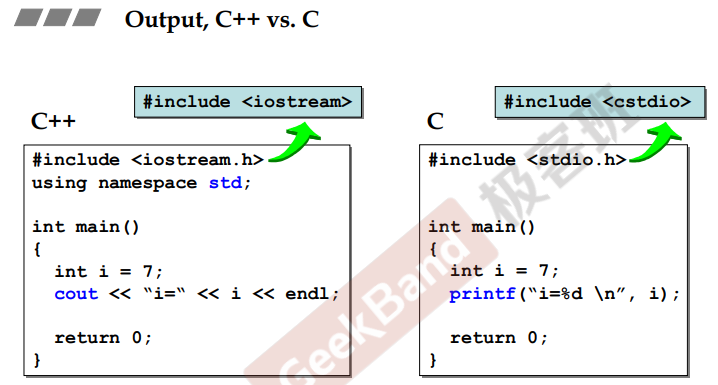 Output, C++ vs. C
C++
#include <iostream>
#include <iostream.h>
using namespace std;
int main()
{
  int i = 7;
  cout << “i=“ << i << endl;
  return 0;
}
C
#include <cstdio>
#include <stdio.h>
int main()
{
  int i = 7;
  printf(“i=%d \n”, i);
  return 0;
}
GeekBand 极客班